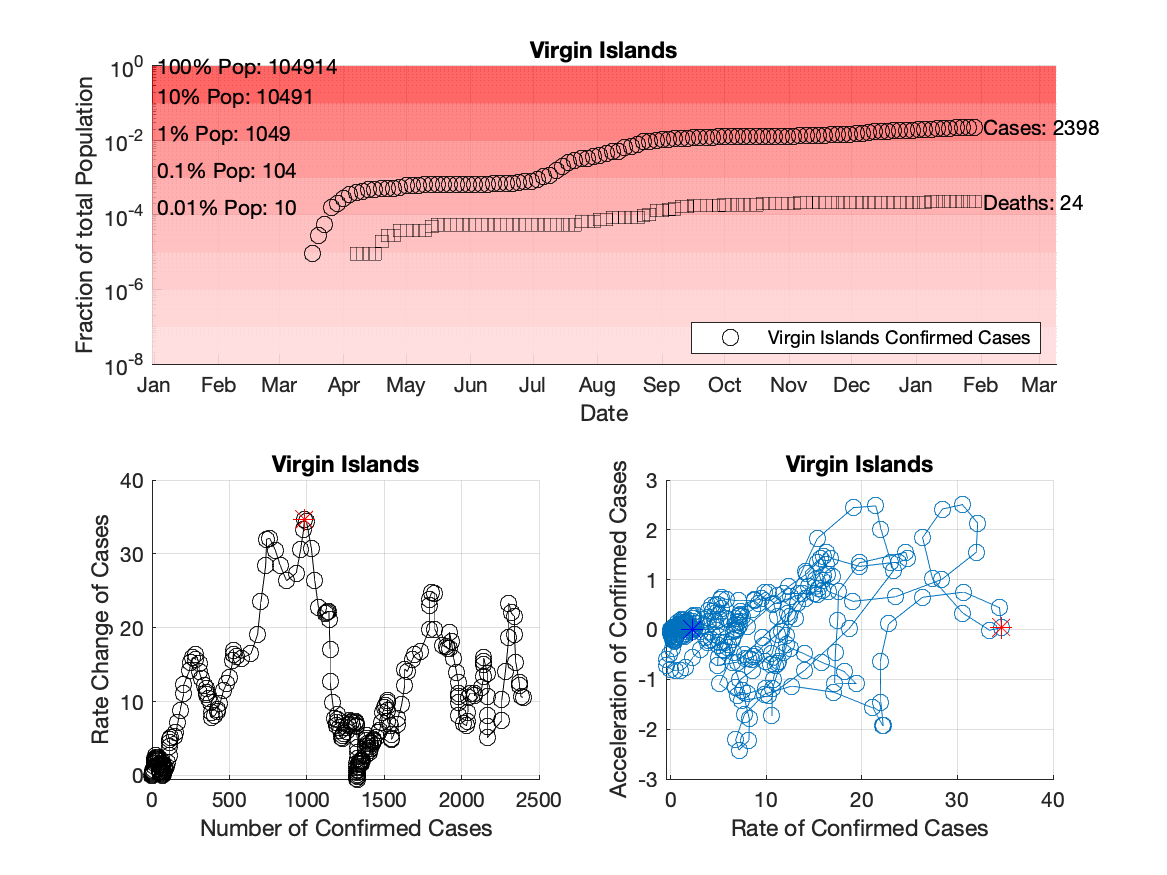 Virgin Islands
Fraction of total Population
10^0
10^-2
10^-4
10^-6
10^-8
100% Pop: 104914
10% Pop: 10491
1% Pop: 1049
0.1% Pop: 104
0.01% Pop: 10
Cases: 2398
Deaths: 24
Virgin Islands Confirmed Cases
Jan Feb Mar Apr May Jun Jul Aug Sep Oct Nov Dec Jan Feb Mar
Date
Virgin Islands
Rate Change of Cases
40
30
20
10
0
0 500 1000 1500 2000 2500
Number of Confirmed Cases
Virgin Islands
Acceleration of Confirmed Cases
3
2
1
0
-1
-2
-3
0 10 20 30 40
Rate of Confirmed Cases